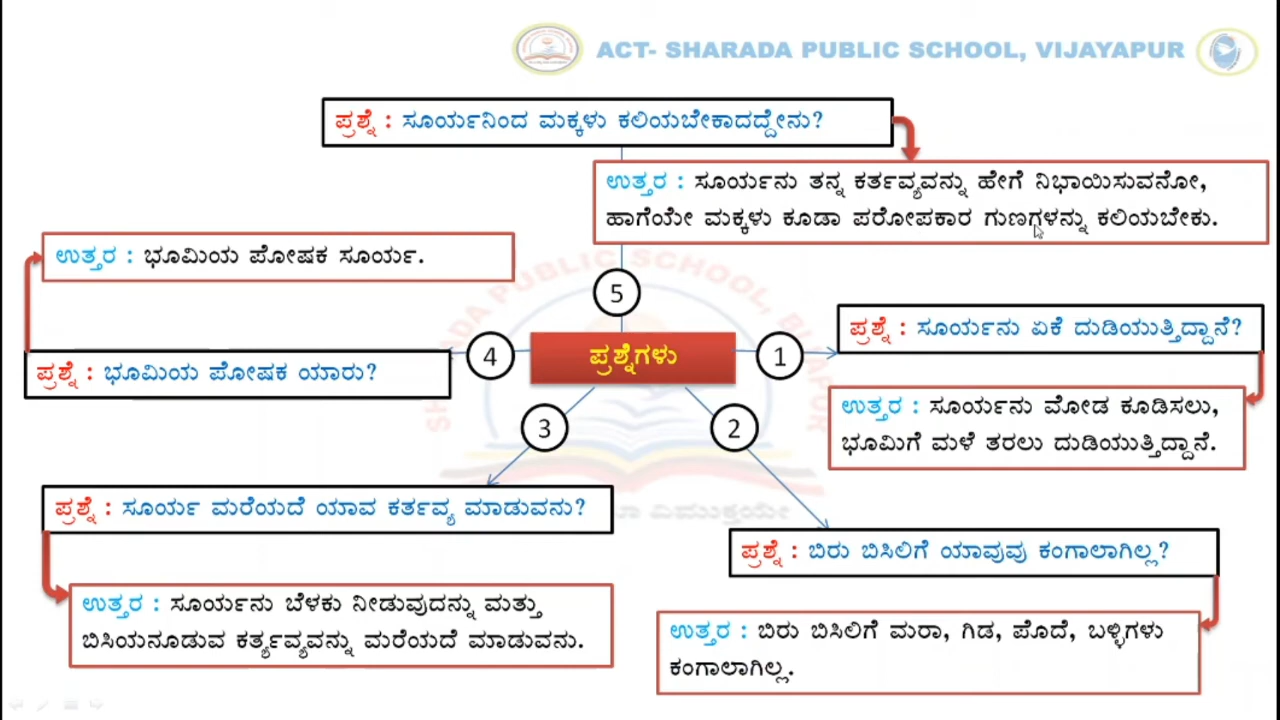 ACT- SHARADA PUBLIC SCHOOL, VIJAYAPUR
ಪ್ರಶ್ನೆ : ಸೂರ್ಯನಿಂದ ಮಕ್ಕಳು ಕಲಿಯಬೇಕಾದದ್ದೇನು?
ಉತ್ತರ : ಸೂರ್ಯನು ತನ್ನ ಕರ್ತವ್ಯವನ್ನು ಹೇಗೆ ನಿಭಾಯಿಸುವನೋ,
ಹಾಗೆಯೇ ಮಕ್ಕಳು ಕೂಡಾ ಪರೋಪಕಾರ ಗುಣಗಳನ್ನು ಕಲಿಯಬೇಕು.
ಉತ್ತರ : ಭೂಮಿಯ ಪೋಷಕ ಸೂರ್ಯ.
5
ಪ್ರಶ್ನೆ : ಭೂಮಿಯ ಪೋಷಕ ಯಾರು?
4
ಪ್ರಶ್ನೆಗಳು
1
ಪ್ರಶ್ನೆ : ಸೂರ್ಯನು ಏಕೆ ದುಡಿಯುತ್ತಿದ್ದಾನೆ?
ಉತ್ತರ : ಸೂರ್ಯನು ಮೋಡ ಕೂಡಿಸಲು,
ಭೂಮಿಗೆ ಮಳೆ ತರಲು ದುಡಿಯುತ್ತಿದ್ದಾನೆ.
3
2
ಪ್ರಶ್ನೆ : ಸೂರ್ಯ ಮರೆಯದೆ ಯಾವ ಕರ್ತವ್ಯ ಮಾಡುವನು?
ಉತ್ತರ : ಸೂರ್ಯನು ಬೆಳಕು ನೀಡುವುದನ್ನು ಮತ್ತು
ಬಿಸಿಯನೂಡುವ ಕರ್ತ್ಯವ್ಯವನ್ನು ಮರೆಯದೆ ಮಾಡುವನು.
ಪ್ರಶ್ನೆ : ಬಿರು ಬಿಸಿಲಿಗೆ ಯಾವುವು ಕಂಗಾಲಾಗಿಲ್ಲ?
ಉತ್ತರ : ಬಿರು ಬಿಸಿಲಿಗೆ ಮರಾ, ಗಿಡ, ಪೊದೆ, ಬಳ್ಳಿಗಳು
ಕಂಗಾಲಾಗಿಲ್ಲ.